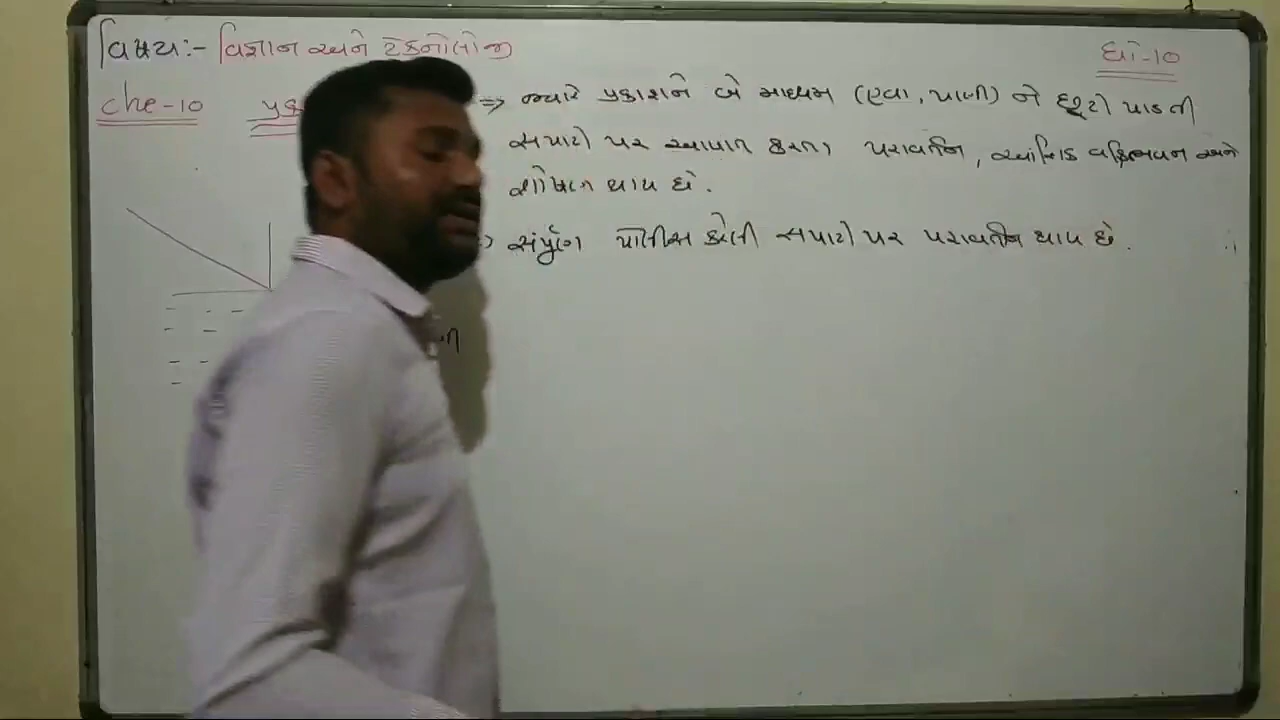 વિષય:- વિજ્ઞાન અને ટેકનોલોજી
ધો-10
che-10
⇒ જ્યારે પ્રકાશને બે માધ્યમ (હવા, પાણી) ને છુટી પાડતી
સપાટી પર આપાત કરતા પરાવર્તન, આંશિક વક્રિભવન અને
શોષણ થાય છે.
સંપુર્ણ પોલીસ કરેલી સપાટી પર પરાવર્તન થાય છે.